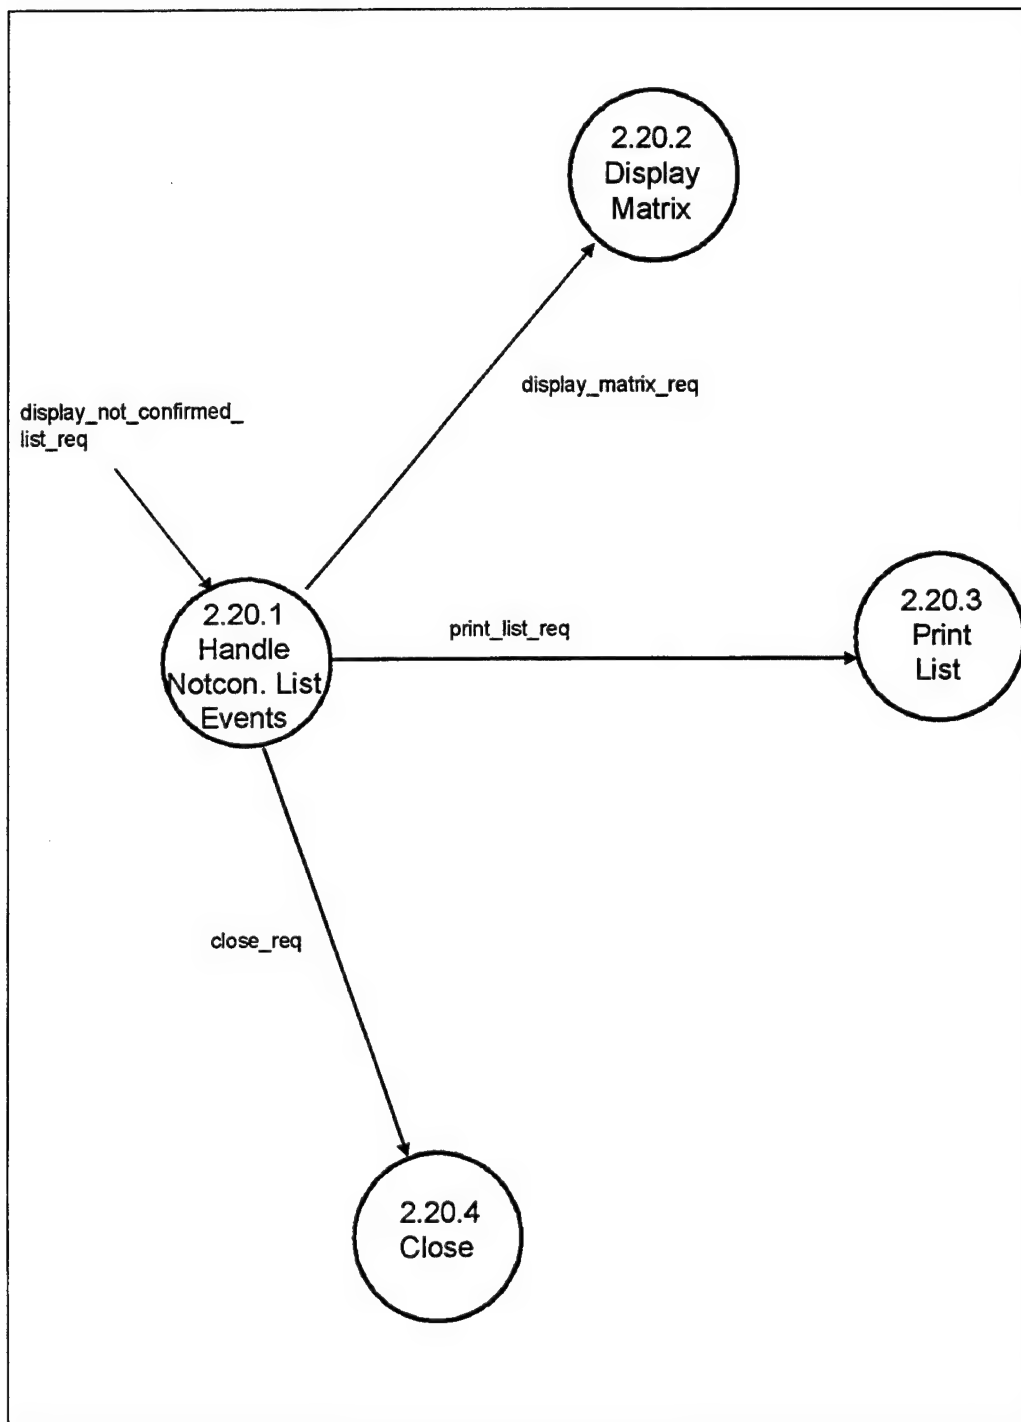 2.20.2
Display
Matrix
display_matrix_req
display_not_confirmed_
list_req
2.20.1
Handle
Notcon. List
Events
print_list_req
2.20.3
Print
List
close_req
2.20.4
Close